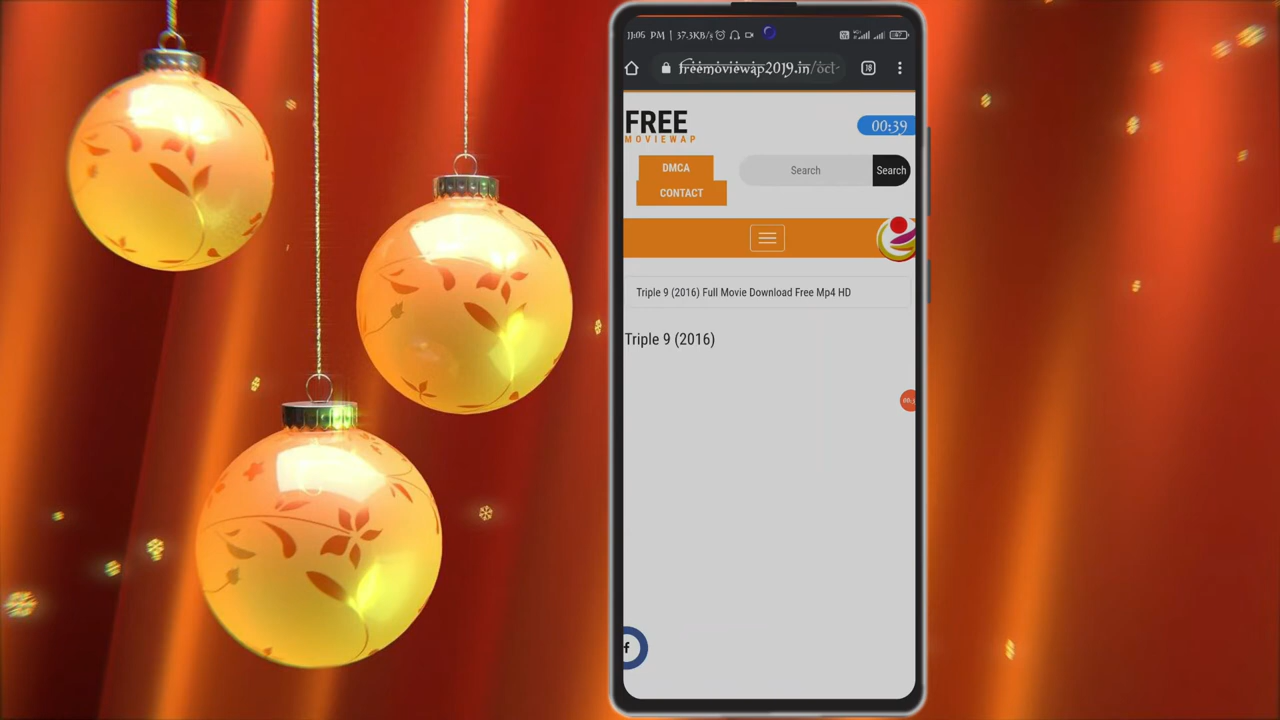 11:05 PM | 37.3KB/s
freemoviewap2019.in/oct-
18
FREE
MOVIEWAP
00:39
DMCA
CONTACT
Search
Search
Triple 9 (2016) Full Movie Download Free Mp4 HD
Triple 9 (2016)
f